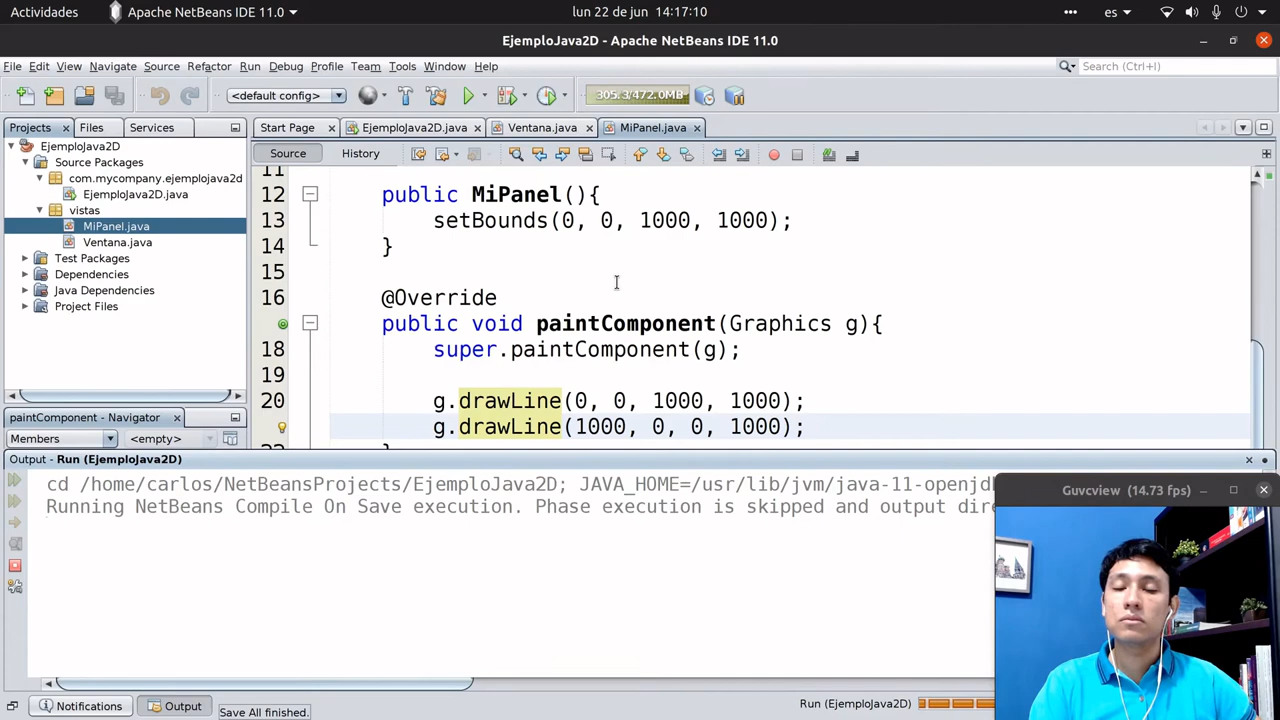 Actividades
Apache NetBeans IDE 11.0
lun 22 de jun 14:17:10
es
EjemploJava2D - Apache NetBeans IDE 11.0
File Edit View Navigate Source Refactor Run Debug Profile Team Tools Window Help
Search (Ctrl+I)
<default config>
305.3/472.0MB
Projects Files Services
Start Page EjemploJava2D.java Ventana.java MiPanel.java
Source History
EjemploJava2D
Source Packages
com.mycompany.ejemplojava2d
EjemploJava2D.java
vistas
MiPanel.java
Ventana.java
Test Packages
Dependencies
Java Dependencies
Project Files
11
12 public MiPanel(){
13 setBounds(0, 0, 1000, 1000);
14 }
15
16 @Override
public void paintComponent(Graphics g){
18 super.paintComponent(g);
19
20 g.drawLine(0, 0, 1000, 1000);
g.drawLine(1000, 0, 0, 1000);
paintComponent - Navigator
Members <empty>
Output - Run (EjemploJava2D)
cd /home/carlos/NetBeansProjects/EjemploJava2D; JAVA_HOME=/usr/lib/jvm/java-11-openjd
Running NetBeans Compile On Save execution. Phase execution is skipped and output dire
Guvcview (14.73 fps)
Notifications Output Save All finished.
Run (EjemploJava2D)